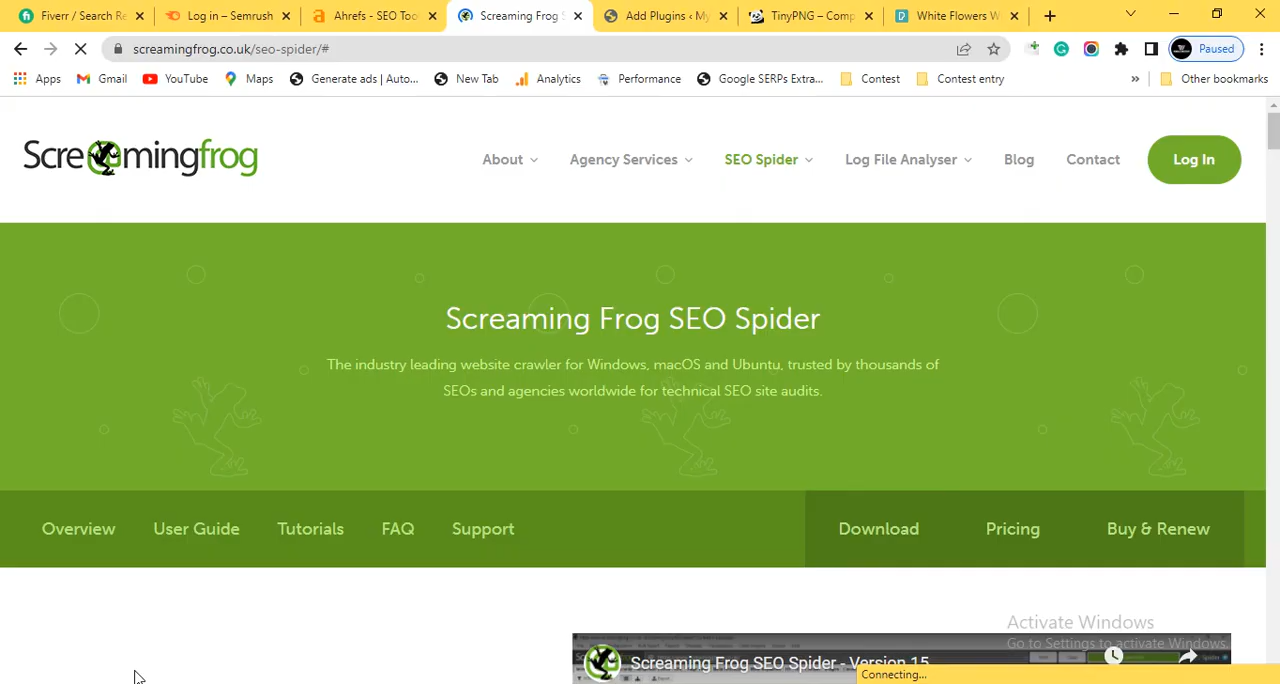 Fiverr / Search Re
Log in – Semrush
Ahrefs - SEO Too
Screaming Frog S
Add Plugins ‹ My
TinyPNG – Comp
White Flowers W
screamingfrog.co.uk/seo-spider/#
Paused
Apps
Gmail
YouTube
Maps
Generate ads | Auto...
New Tab
Analytics
Performance
Google SERPs Extra...
Contest
Contest entry
»
Other bookmarks
Screamingfrog
About
Agency Services
SEO Spider
Log File Analyser
Blog
Contact
Log In
Screaming Frog SEO Spider
The industry leading website crawler for Windows, macOS and Ubuntu, trusted by thousands of
SEOs and agencies worldwide for technical SEO site audits.
Overview
User Guide
Tutorials
FAQ
Support
Download
Pricing
Buy & Renew
Activate Windows
Go to Settings to activate Windows.
Screaming Frog SEO Spider - Version 15
Connecting...